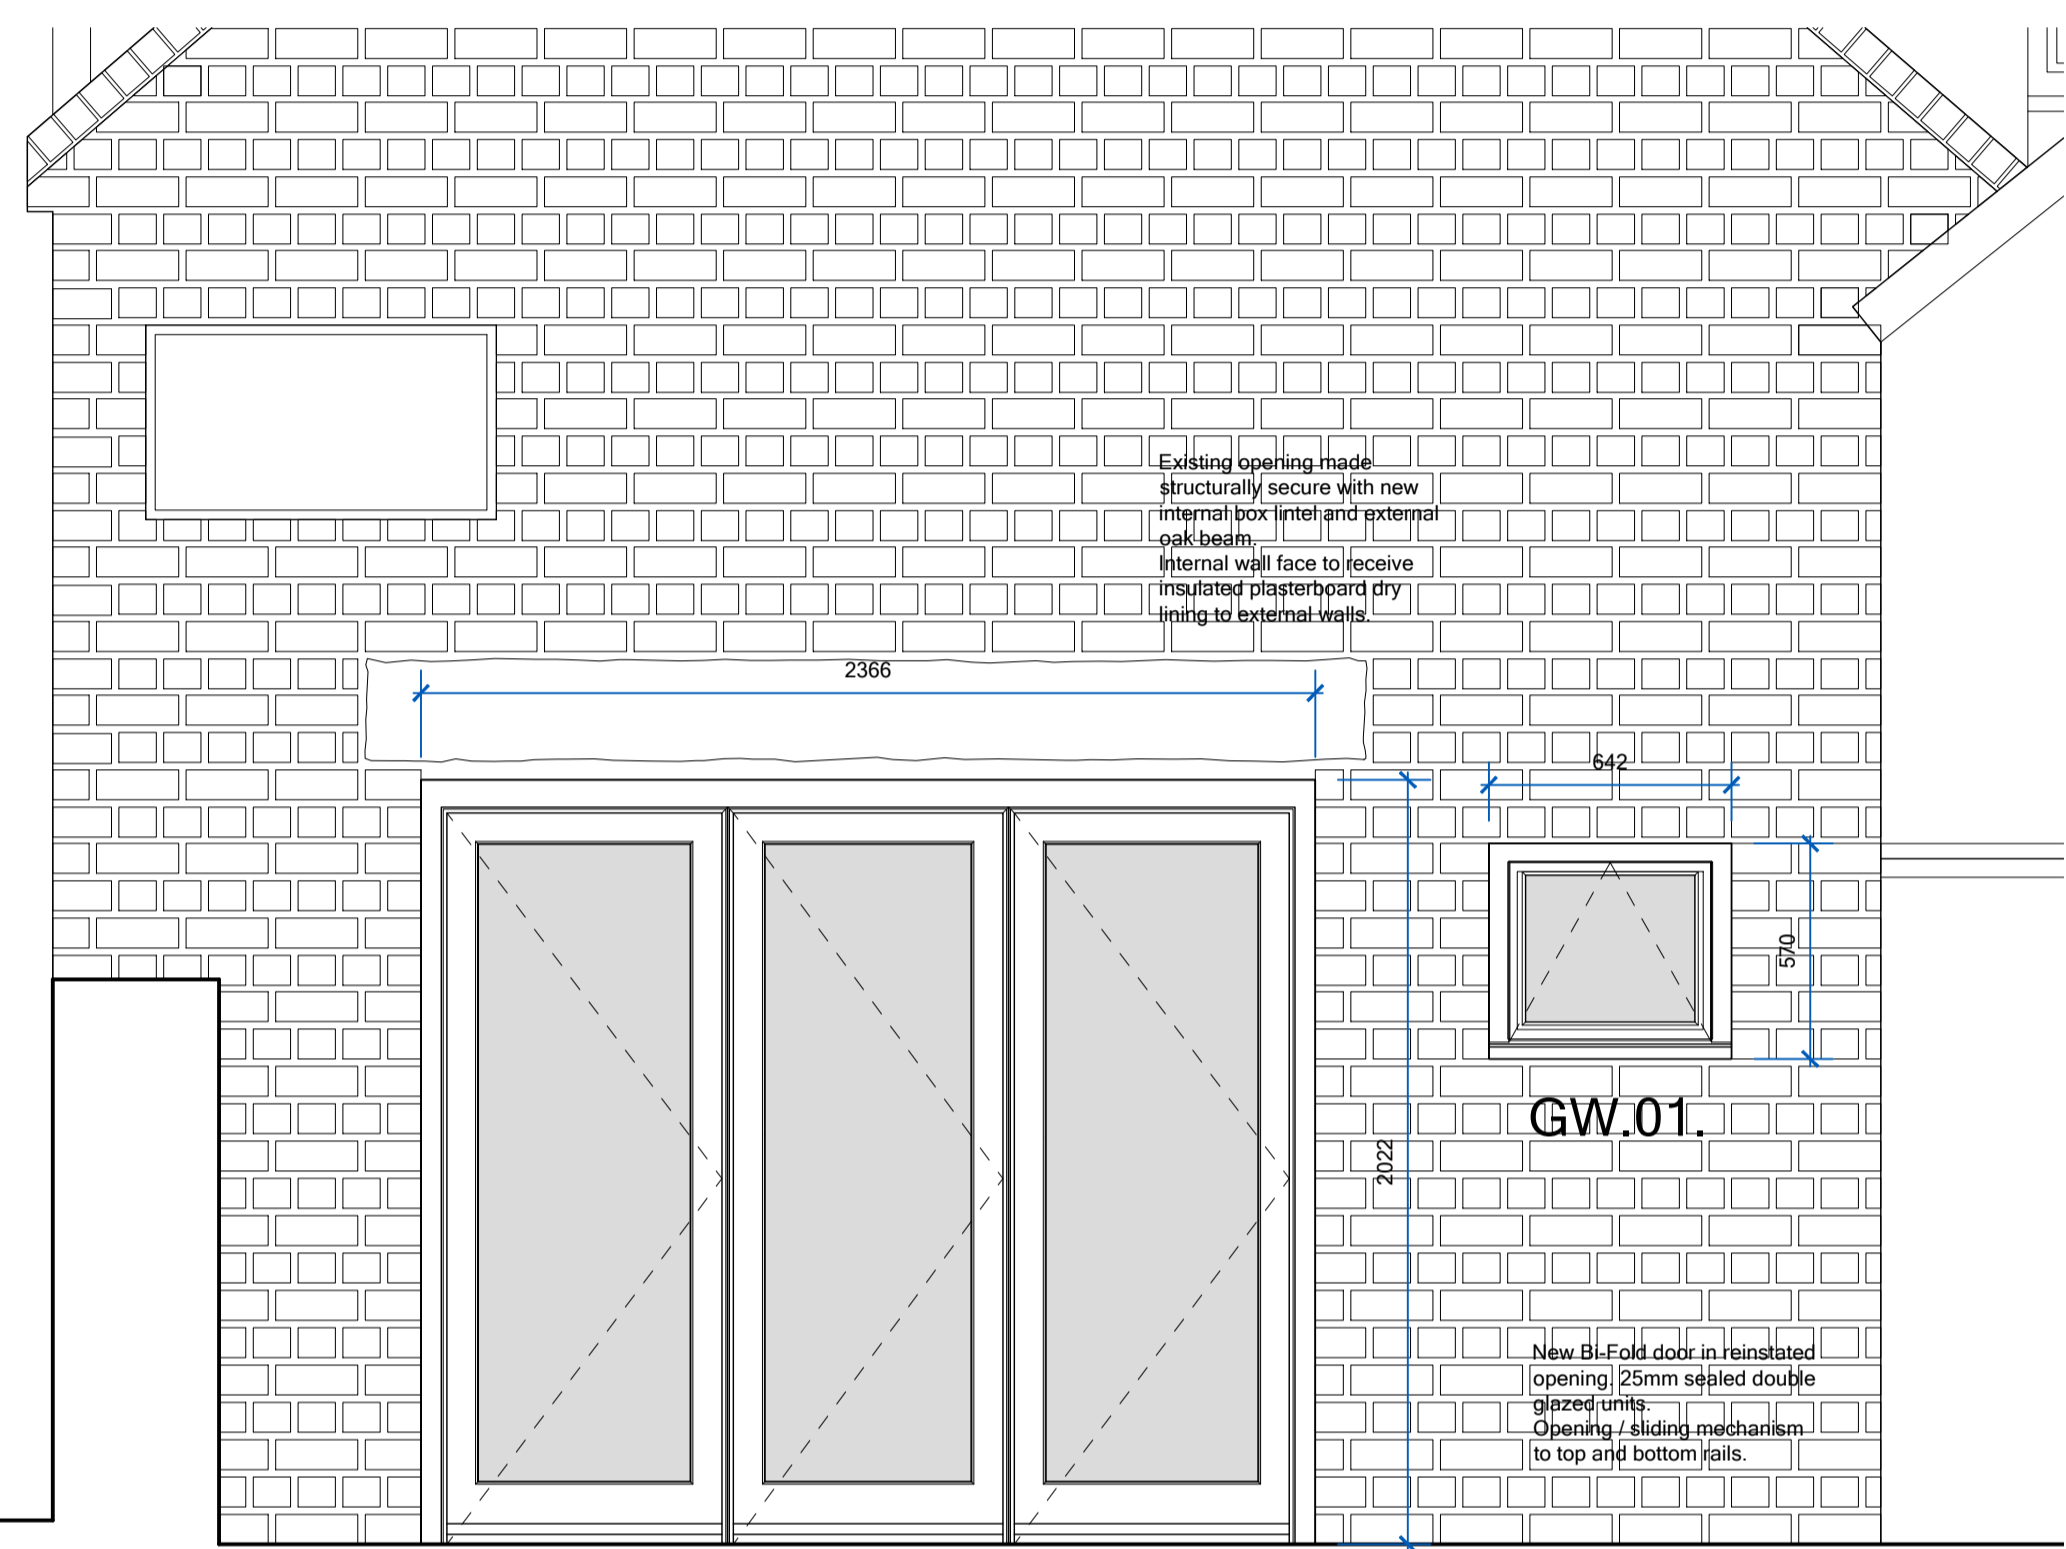 Existing opening made
structurally secure with new
internal box lintel and external
oak beam.
Internal wall face to receive
insulated plasterboard dry
lining to external walls.
2366
642
570
GW.01.
2022
New Bi-Fold door in reinstated
opening. 25mm sealed double
glazed units.
Opening / sliding mechanism
to top and bottom rails.